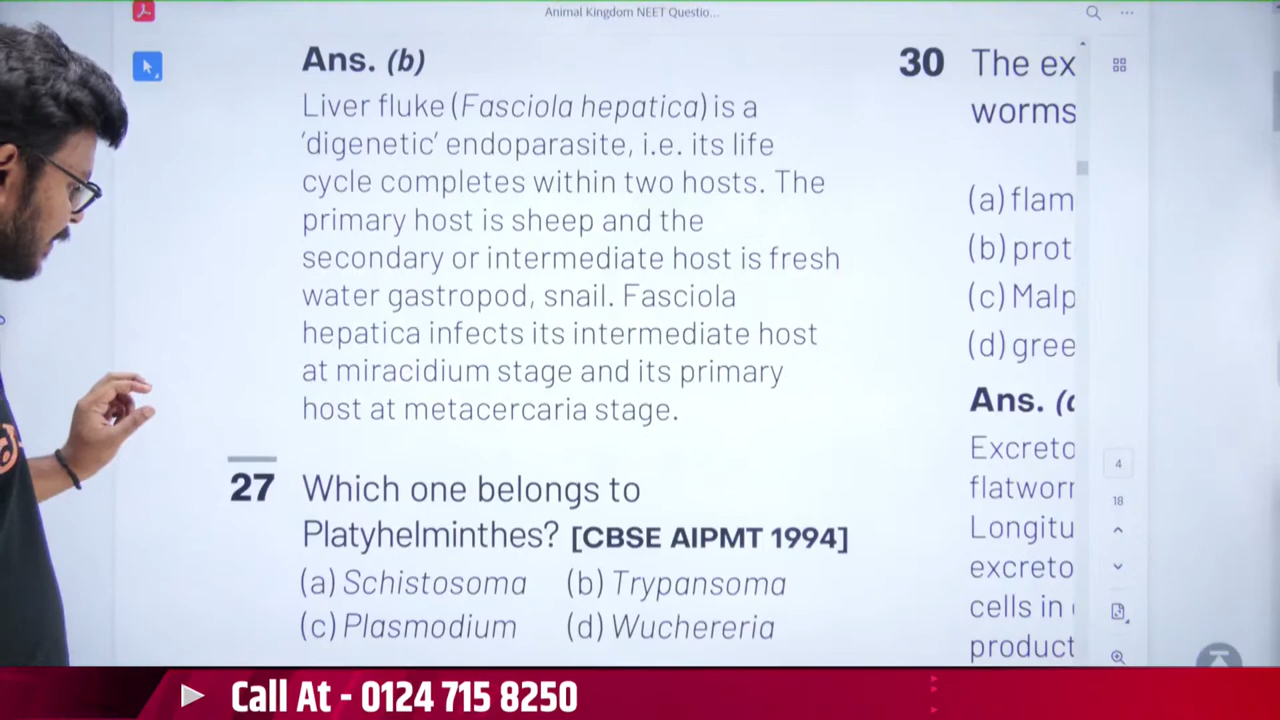 Animal Kingdom NEET Questio...
Ans. (b)
Liver fluke (Fasciola hepatica) is a
‘digenetic’ endoparasite, i.e. its life
cycle completes within two hosts. The
primary host is sheep and the
secondary or intermediate host is fresh
water gastropod, snail. Fasciola
hepatica infects its intermediate host
at miracidium stage and its primary
host at metacercaria stage.
27 Which one belongs to
Platyhelminthes? [CBSE AIPMT 1994]
(a) Schistosoma (b) Trypansoma
(c) Plasmodium (d) Wuchereria
30 The ex
worms
(a) flam
(b) prot
(c) Malp
(d) gree
Ans. (
Excreto
flatworm
Longitu
excreto
cells in
product
4
18
Call At - 0124 715 8250